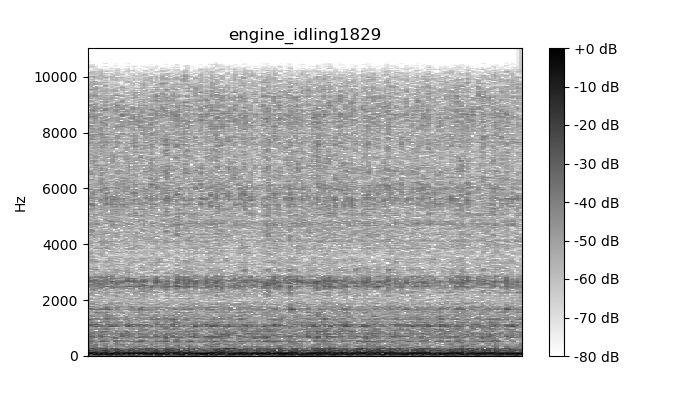 engine_idling1829
Hz
10000
8000
6000
4000
2000
0
+0 dB
-10 dB
-20 dB
-30 dB
-40 dB
-50 dB
-60 dB
-70 dB
-80 dB